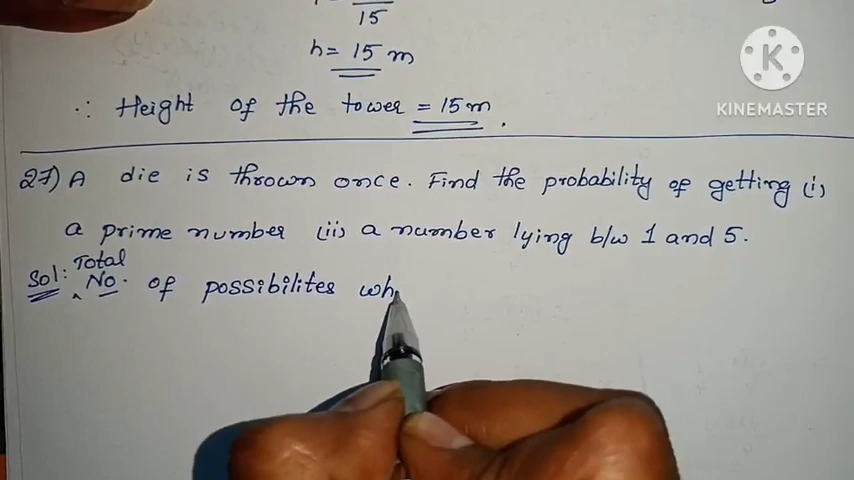 15
h = 15 m
∴ Height of the tower = 15 m.
KINEMASTER
27) A die is thrown once. Find the probability of getting (i)
a prime number (ii) a number lying b/w 1 and 5.
Sol: Total No. of possibilites wh